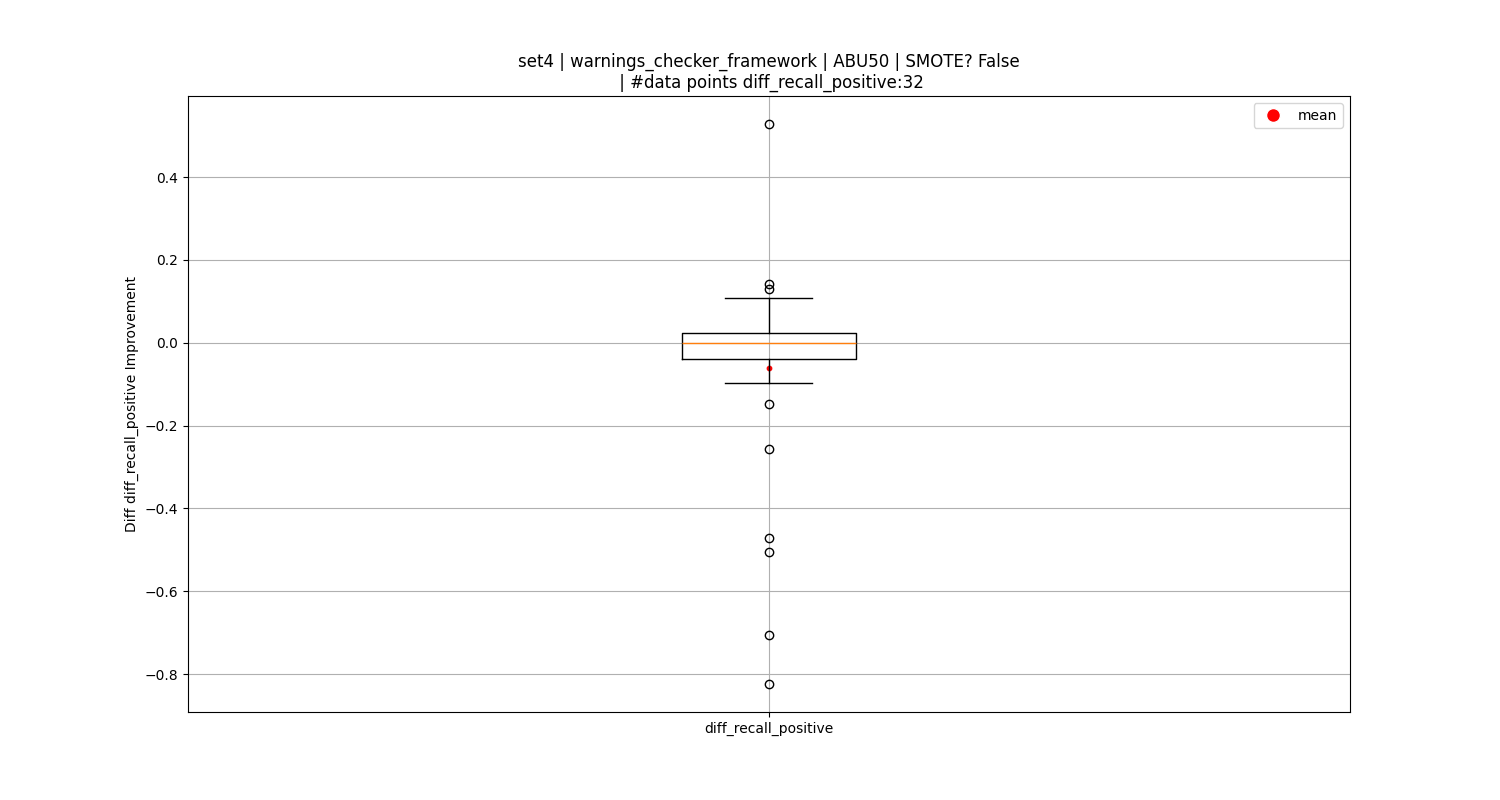 set4 | warnings_checker_framework | ABU50 | SMOTE? False
| #data points diff_recall_positive:32
mean
0.4
0.2
0.0
−0.2
−0.4
−0.6
−0.8
Diff diff_recall_positive Improvement
diff_recall_positive